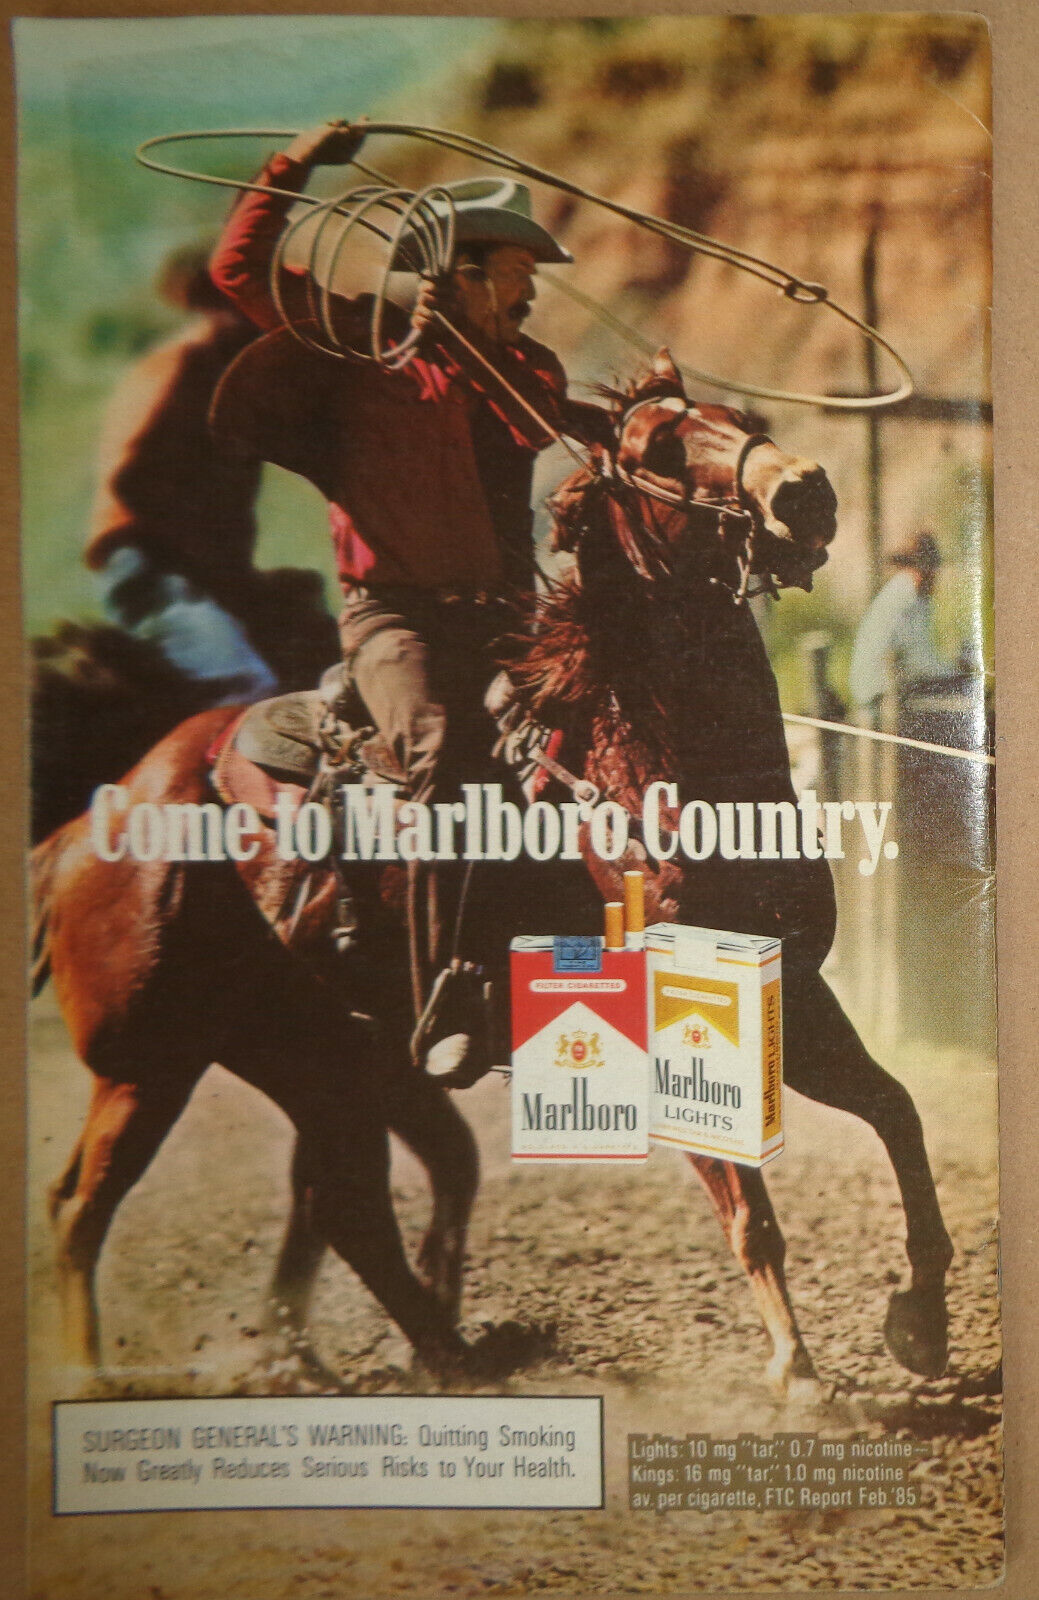 Come to Marlboro Country.
FILTER CIGARETTES
Marlboro
Marlboro
LIGHTS
Marlboro LIGHTS
SURGEON GENERAL'S WARNING: Quitting Smoking
Now Greatly Reduces Serious Risks to Your Health.
Lights: 10 mg "tar," 0.7 mg nicotine—
Kings: 16 mg "tar," 1.0 mg nicotine
av. per cigarette, FTC Report Feb.'85